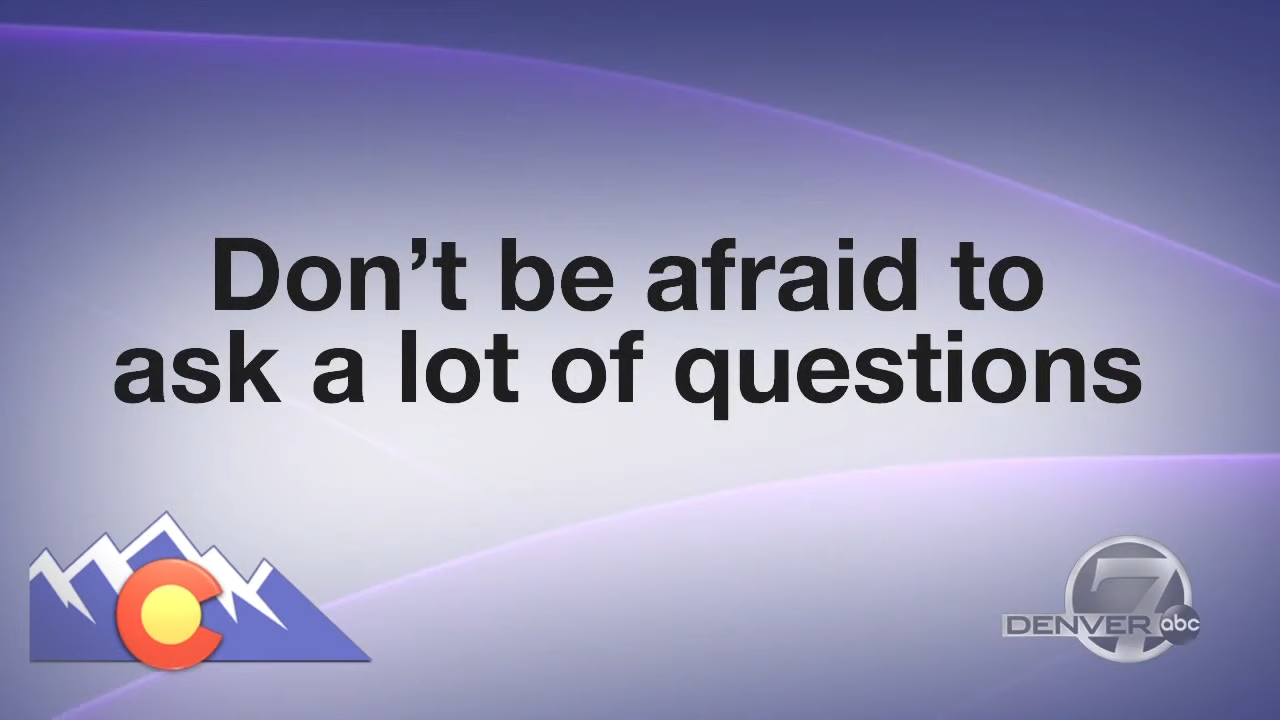 Don’t be afraid to
ask a lot of questions
C
7
DENVER abc